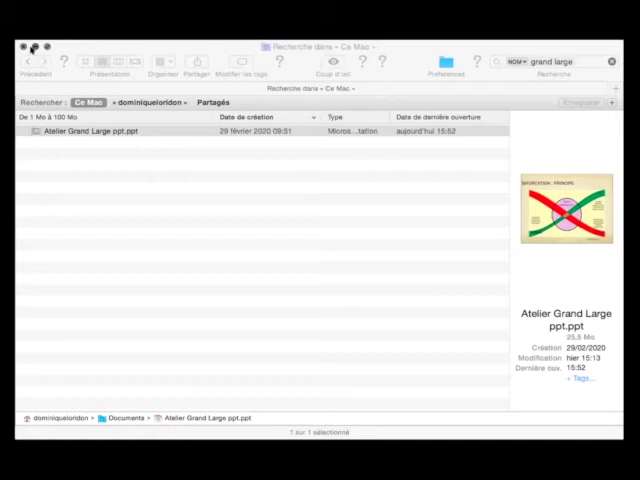 Recherche dans « Ce Mac »
NOM grand large
Précédent
Présentation
Organiser
Partager
Modifier les tags
Coup d'œil
Préférences
Recherche
Recherche dans « Ce Mac »
Rechercher : Ce Mac « dominiqueloridon » Partagés
Enregistrer
De 1 Mo à 100 Mo
Date de création
Type
Date de dernière ouverture
Atelier Grand Large ppt.ppt
29 février 2020 09:51
Micros…tation
aujourd'hui 15:52
BIFURCATION : PRINCIPE
Atelier Grand Large
ppt.ppt
25,5 Mo
Création 29/02/2020
Modification hier 15:13
Dernière ouv. 15:52
+ Tags...
dominiqueloridon
Documents
Atelier Grand Large ppt.ppt
1 sur 1 sélectionné